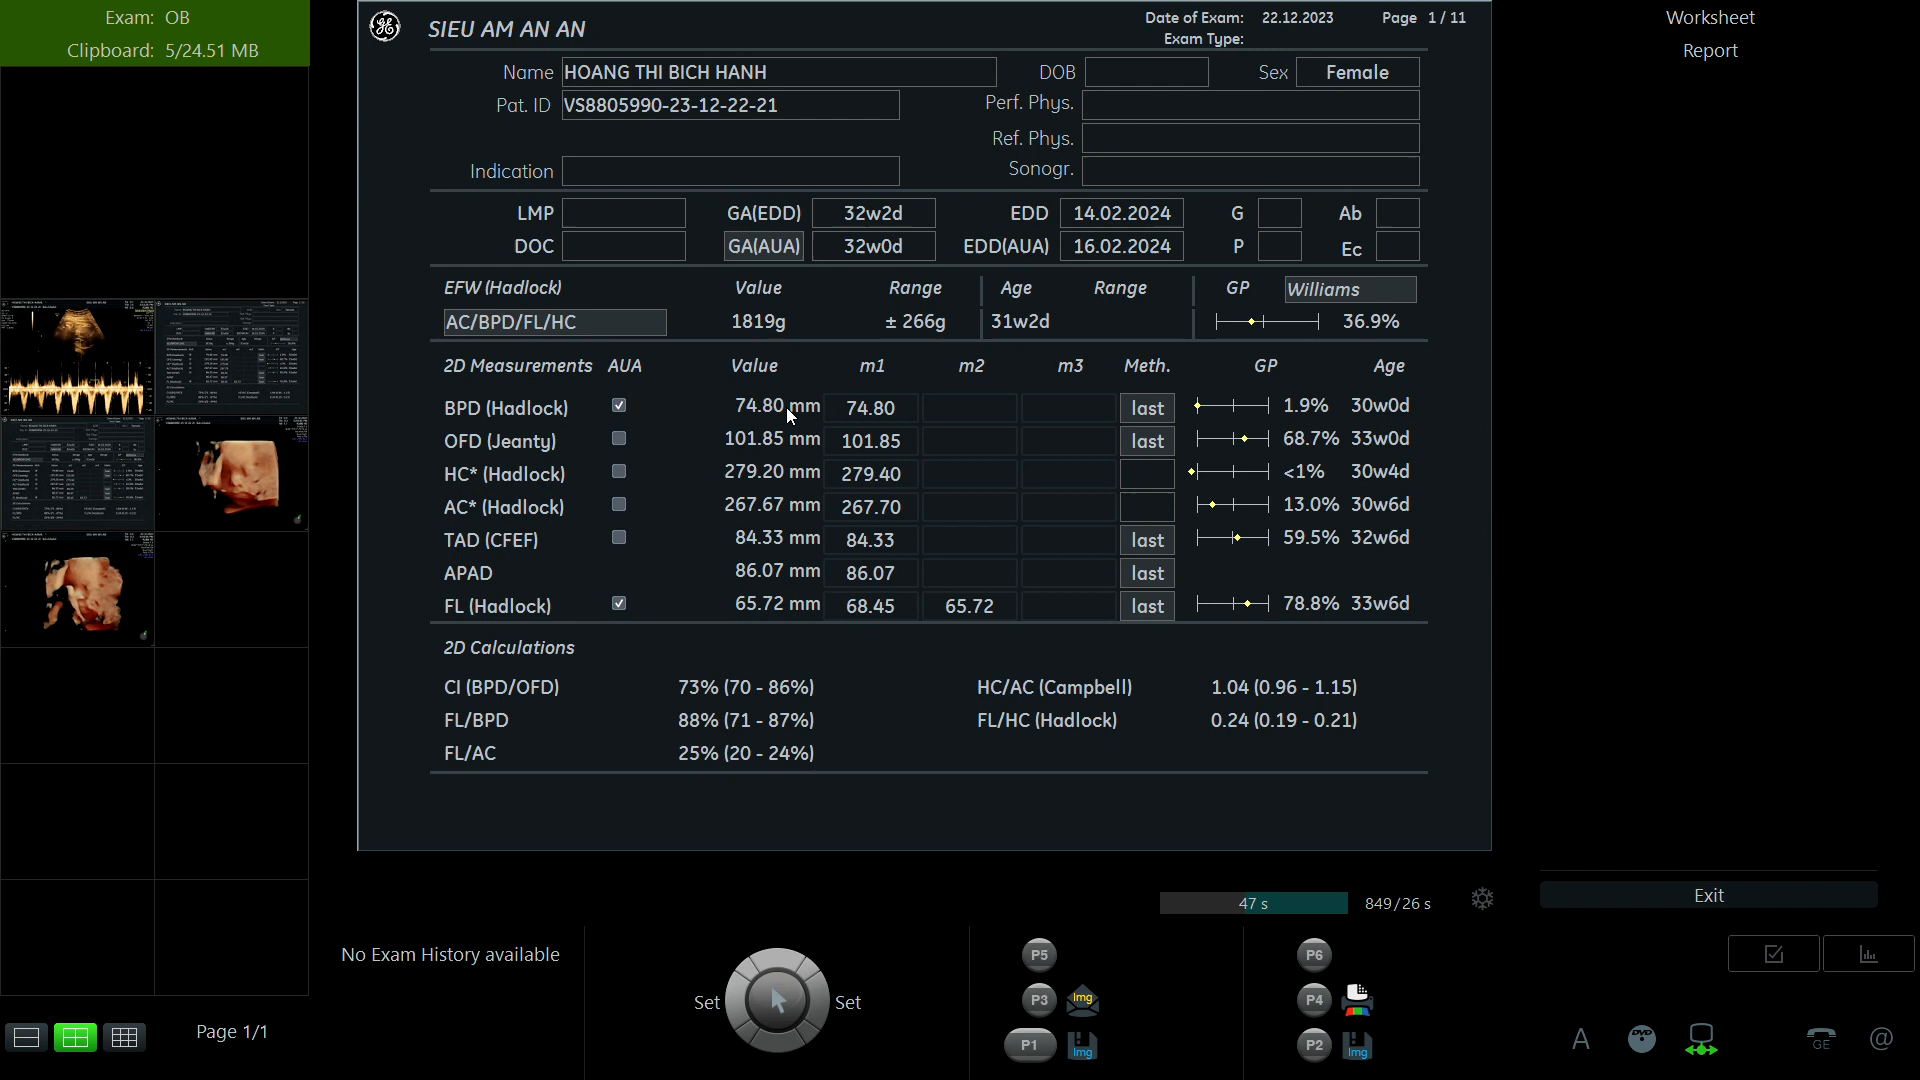 Exam: OB
Clipboard: 5/24.51 MB
SIEU AM AN AN
Date of Exam: 22.12.2023 Page 1 / 11
Exam Type:
Name HOANG THI BICH HANH DOB Sex Female
Pat. ID VS8805990-23-12-22-21 Perf. Phys.
Ref. Phys.
Indication Sonogr.
LMP GA(EDD) 32w2d EDD 14.02.2024 G Ab
DOC GA(AUA) 32w0d EDD(AUA) 16.02.2024 P Ec
EFW (Hadlock) Value Range Age Range GP Williams
AC/BPD/FL/HC 1819g ± 266g 31w2d 36.9%
2D Measurements AUA Value m1 m2 m3 Meth. GP Age
BPD (Hadlock) 74.80 mm 74.80 last 1.9% 30w0d
OFD (Jeanty) 101.85 mm 101.85 last 68.7% 33w0d
HC* (Hadlock) 279.20 mm 279.40 <1% 30w4d
AC* (Hadlock) 267.67 mm 267.70 13.0% 30w6d
TAD (CFEF) 84.33 mm 84.33 last 59.5% 32w6d
APAD 86.07 mm 86.07 last
FL (Hadlock) 65.72 mm 68.45 65.72 last 78.8% 33w6d
2D Calculations
CI (BPD/OFD) 73% (70 - 86%) HC/AC (Campbell) 1.04 (0.96 - 1.15)
FL/BPD 88% (71 - 87%) FL/HC (Hadlock) 0.24 (0.19 - 0.21)
FL/AC 25% (20 - 24%)
Worksheet
Report
47 s 849/26 s
Exit
No Exam History available
Set Set
P5 P6
P3 Img P4
P1 Img P2 Img
Page 1/1
A DVD GE @